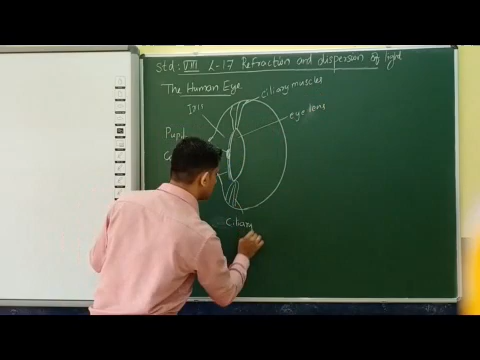 Std: VIII L-17 Refraction and dispersion of light
The Human Eye
ciliary muscles
Iris
eye lens
Pupil
Ciliary